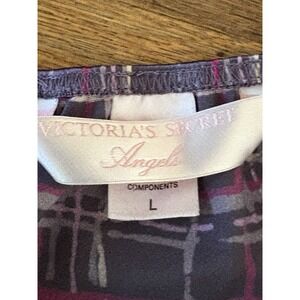 VICTORIA'S SECRET
Angels
COMPONENTS
L